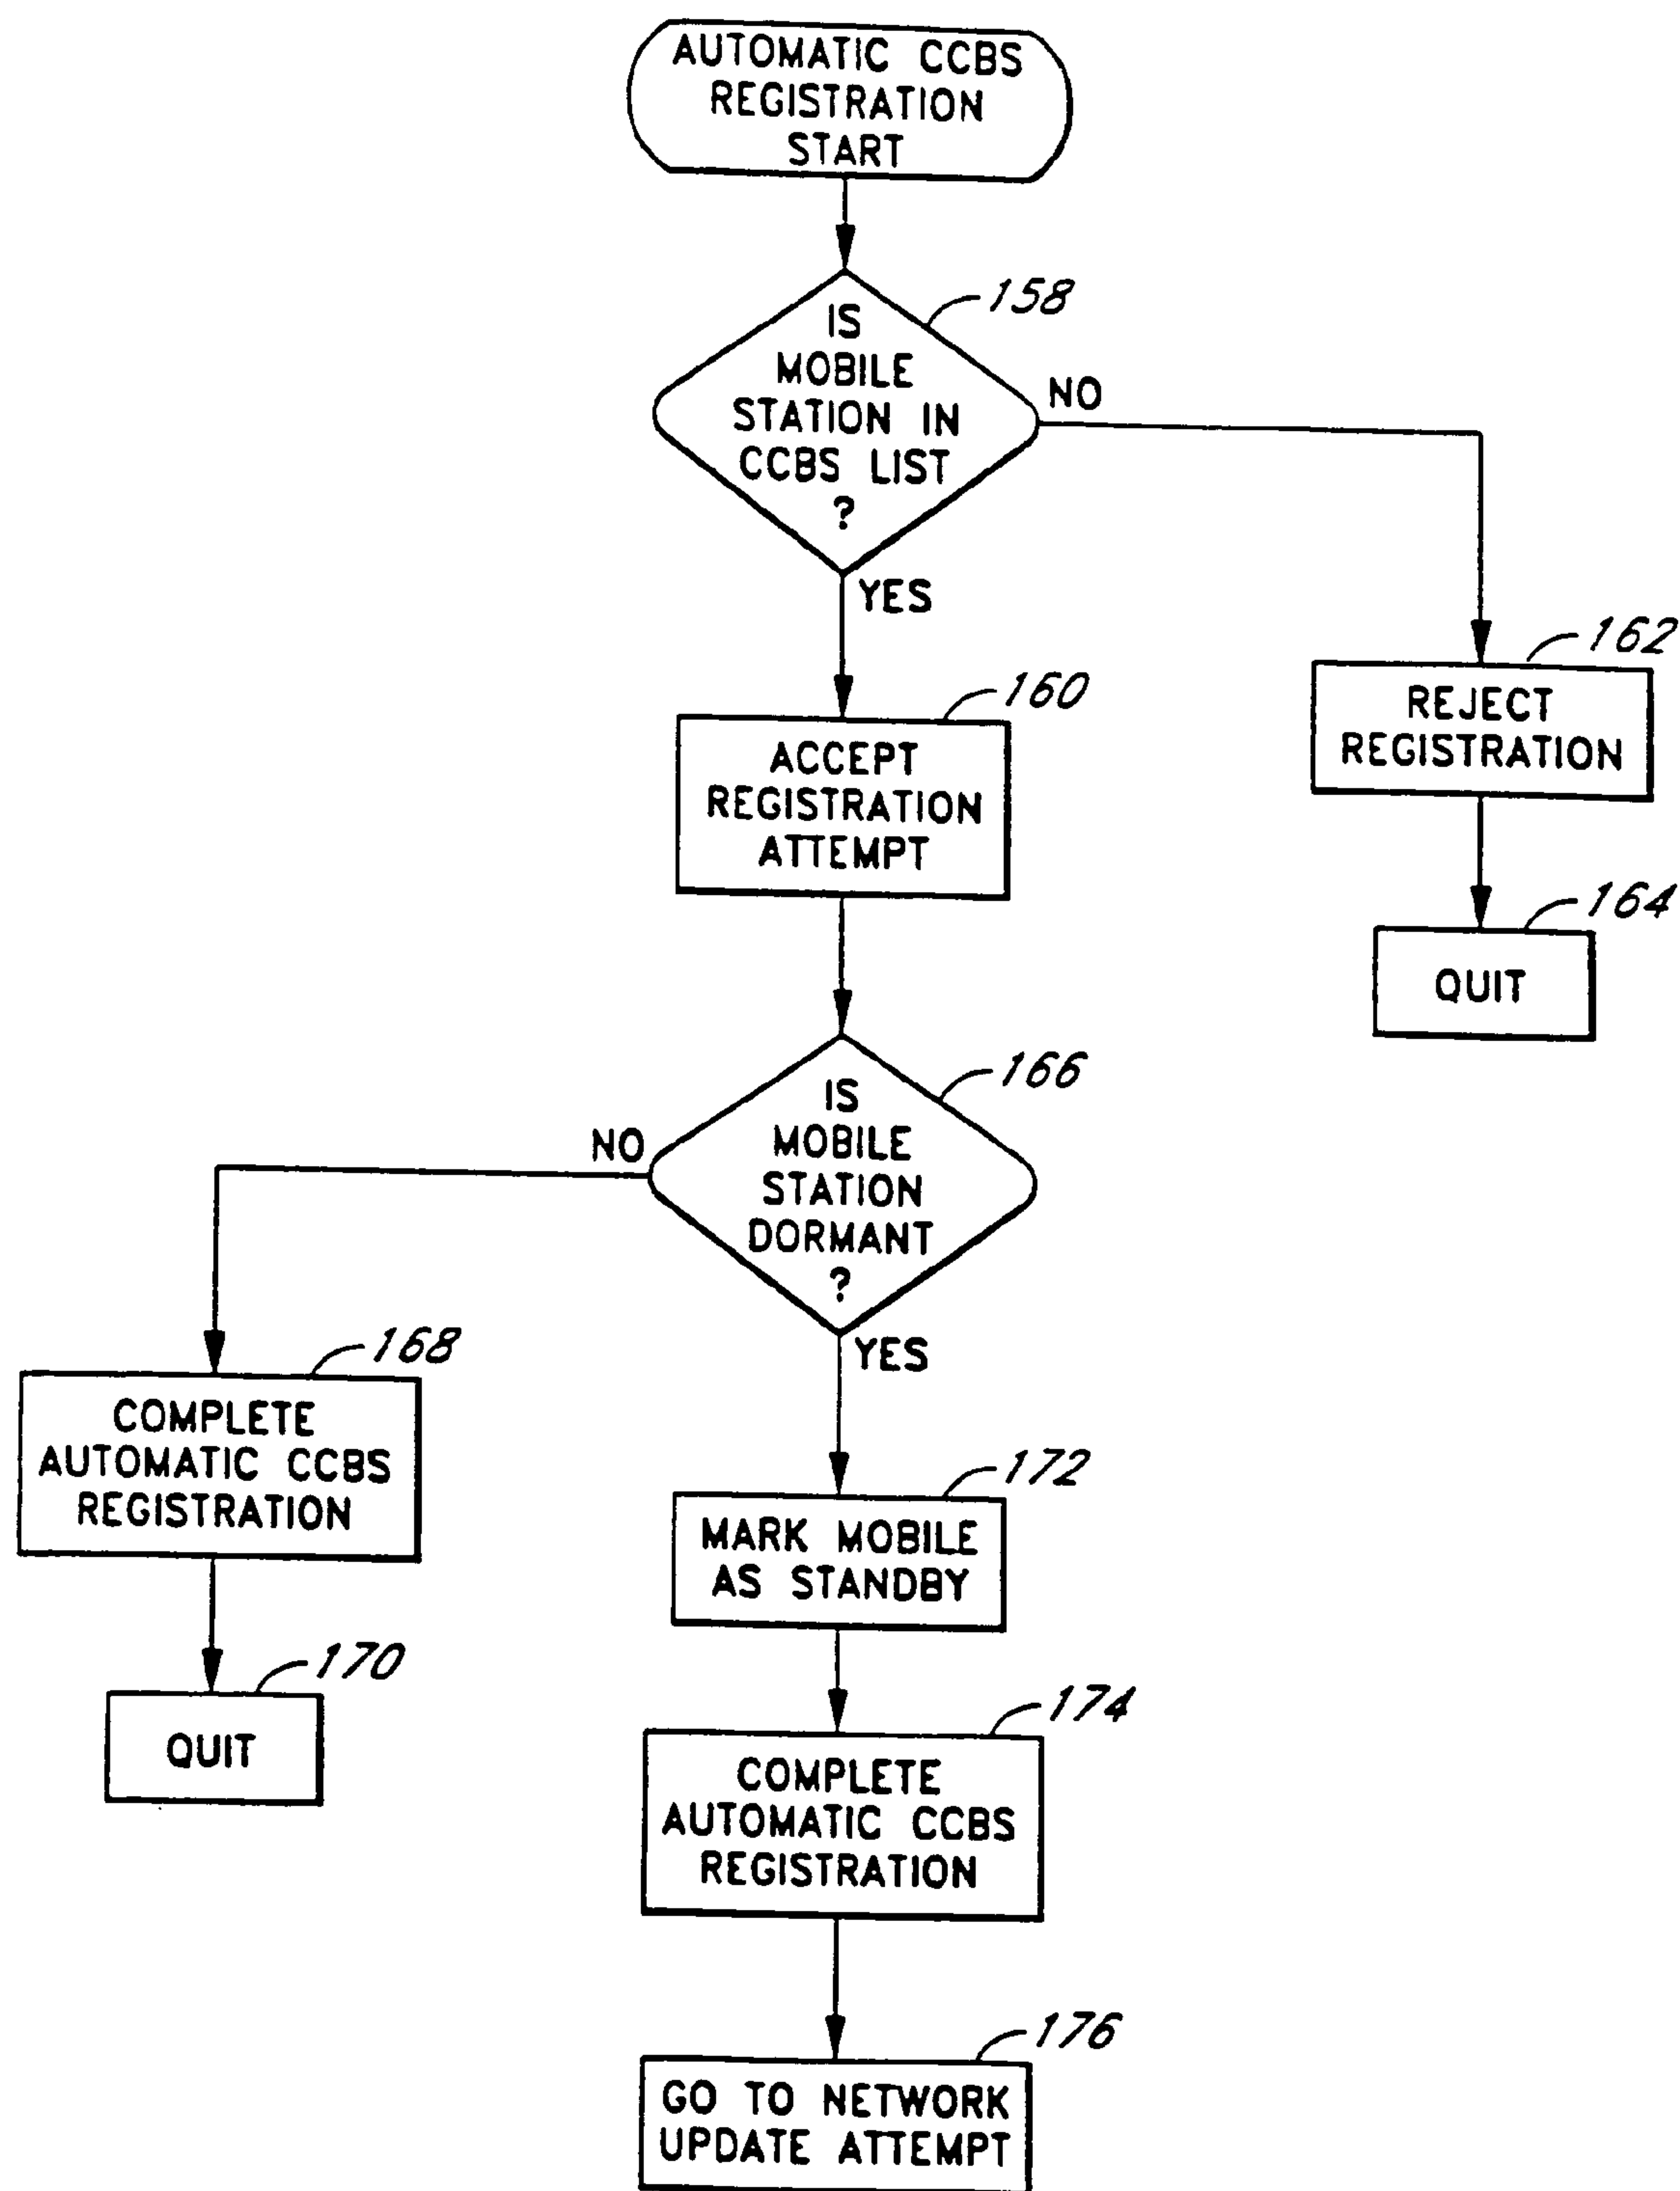 AUTOMATIC CCBS
REGISTRATION
START
158
IS
MOBILE
STATION IN
CCBS LIST
?
NO
YES
162
REJECT
REGISTRATION
160
ACCEPT
REGISTRATION
ATTEMPT
164
QUIT
166
IS
MOBILE
STATION
DORMANT
?
NO
YES
168
COMPLETE
AUTOMATIC CCBS
REGISTRATION
172
MARK MOBILE
AS STANDBY
170
QUIT
174
COMPLETE
AUTOMATIC CCBS
REGISTRATION
176
GO TO NETWORK
UPDATE ATTEMPT